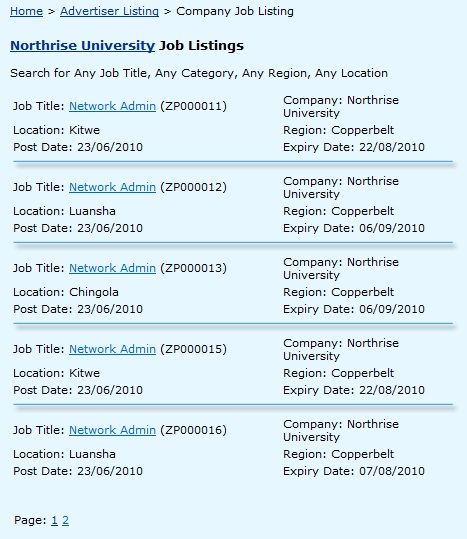 Home > Advertiser Listing > Company Job Listing
Northrise University Job Listings
Search for Any Job Title, Any Category, Any Region, Any Location
Job Title: Network Admin (ZP000011)
Company: Northrise
University
Location: Kitwe
Region: Copperbelt
Post Date: 23/06/2010
Expiry Date: 22/08/2010
Job Title: Network Admin (ZP000012)
Company: Northrise
University
Location: Luansha
Region: Copperbelt
Post Date: 23/06/2010
Expiry Date: 06/09/2010
Job Title: Network Admin (ZP000013)
Company: Northrise
University
Location: Chingola
Region: Copperbelt
Post Date: 23/06/2010
Expiry Date: 06/09/2010
Job Title: Network Admin (ZP000015)
Company: Northrise
University
Location: Kitwe
Region: Copperbelt
Post Date: 23/06/2010
Expiry Date: 22/08/2010
Job Title: Network Admin (ZP000016)
Company: Northrise
University
Location: Luansha
Region: Copperbelt
Post Date: 23/06/2010
Expiry Date: 07/08/2010
Page: 1 2